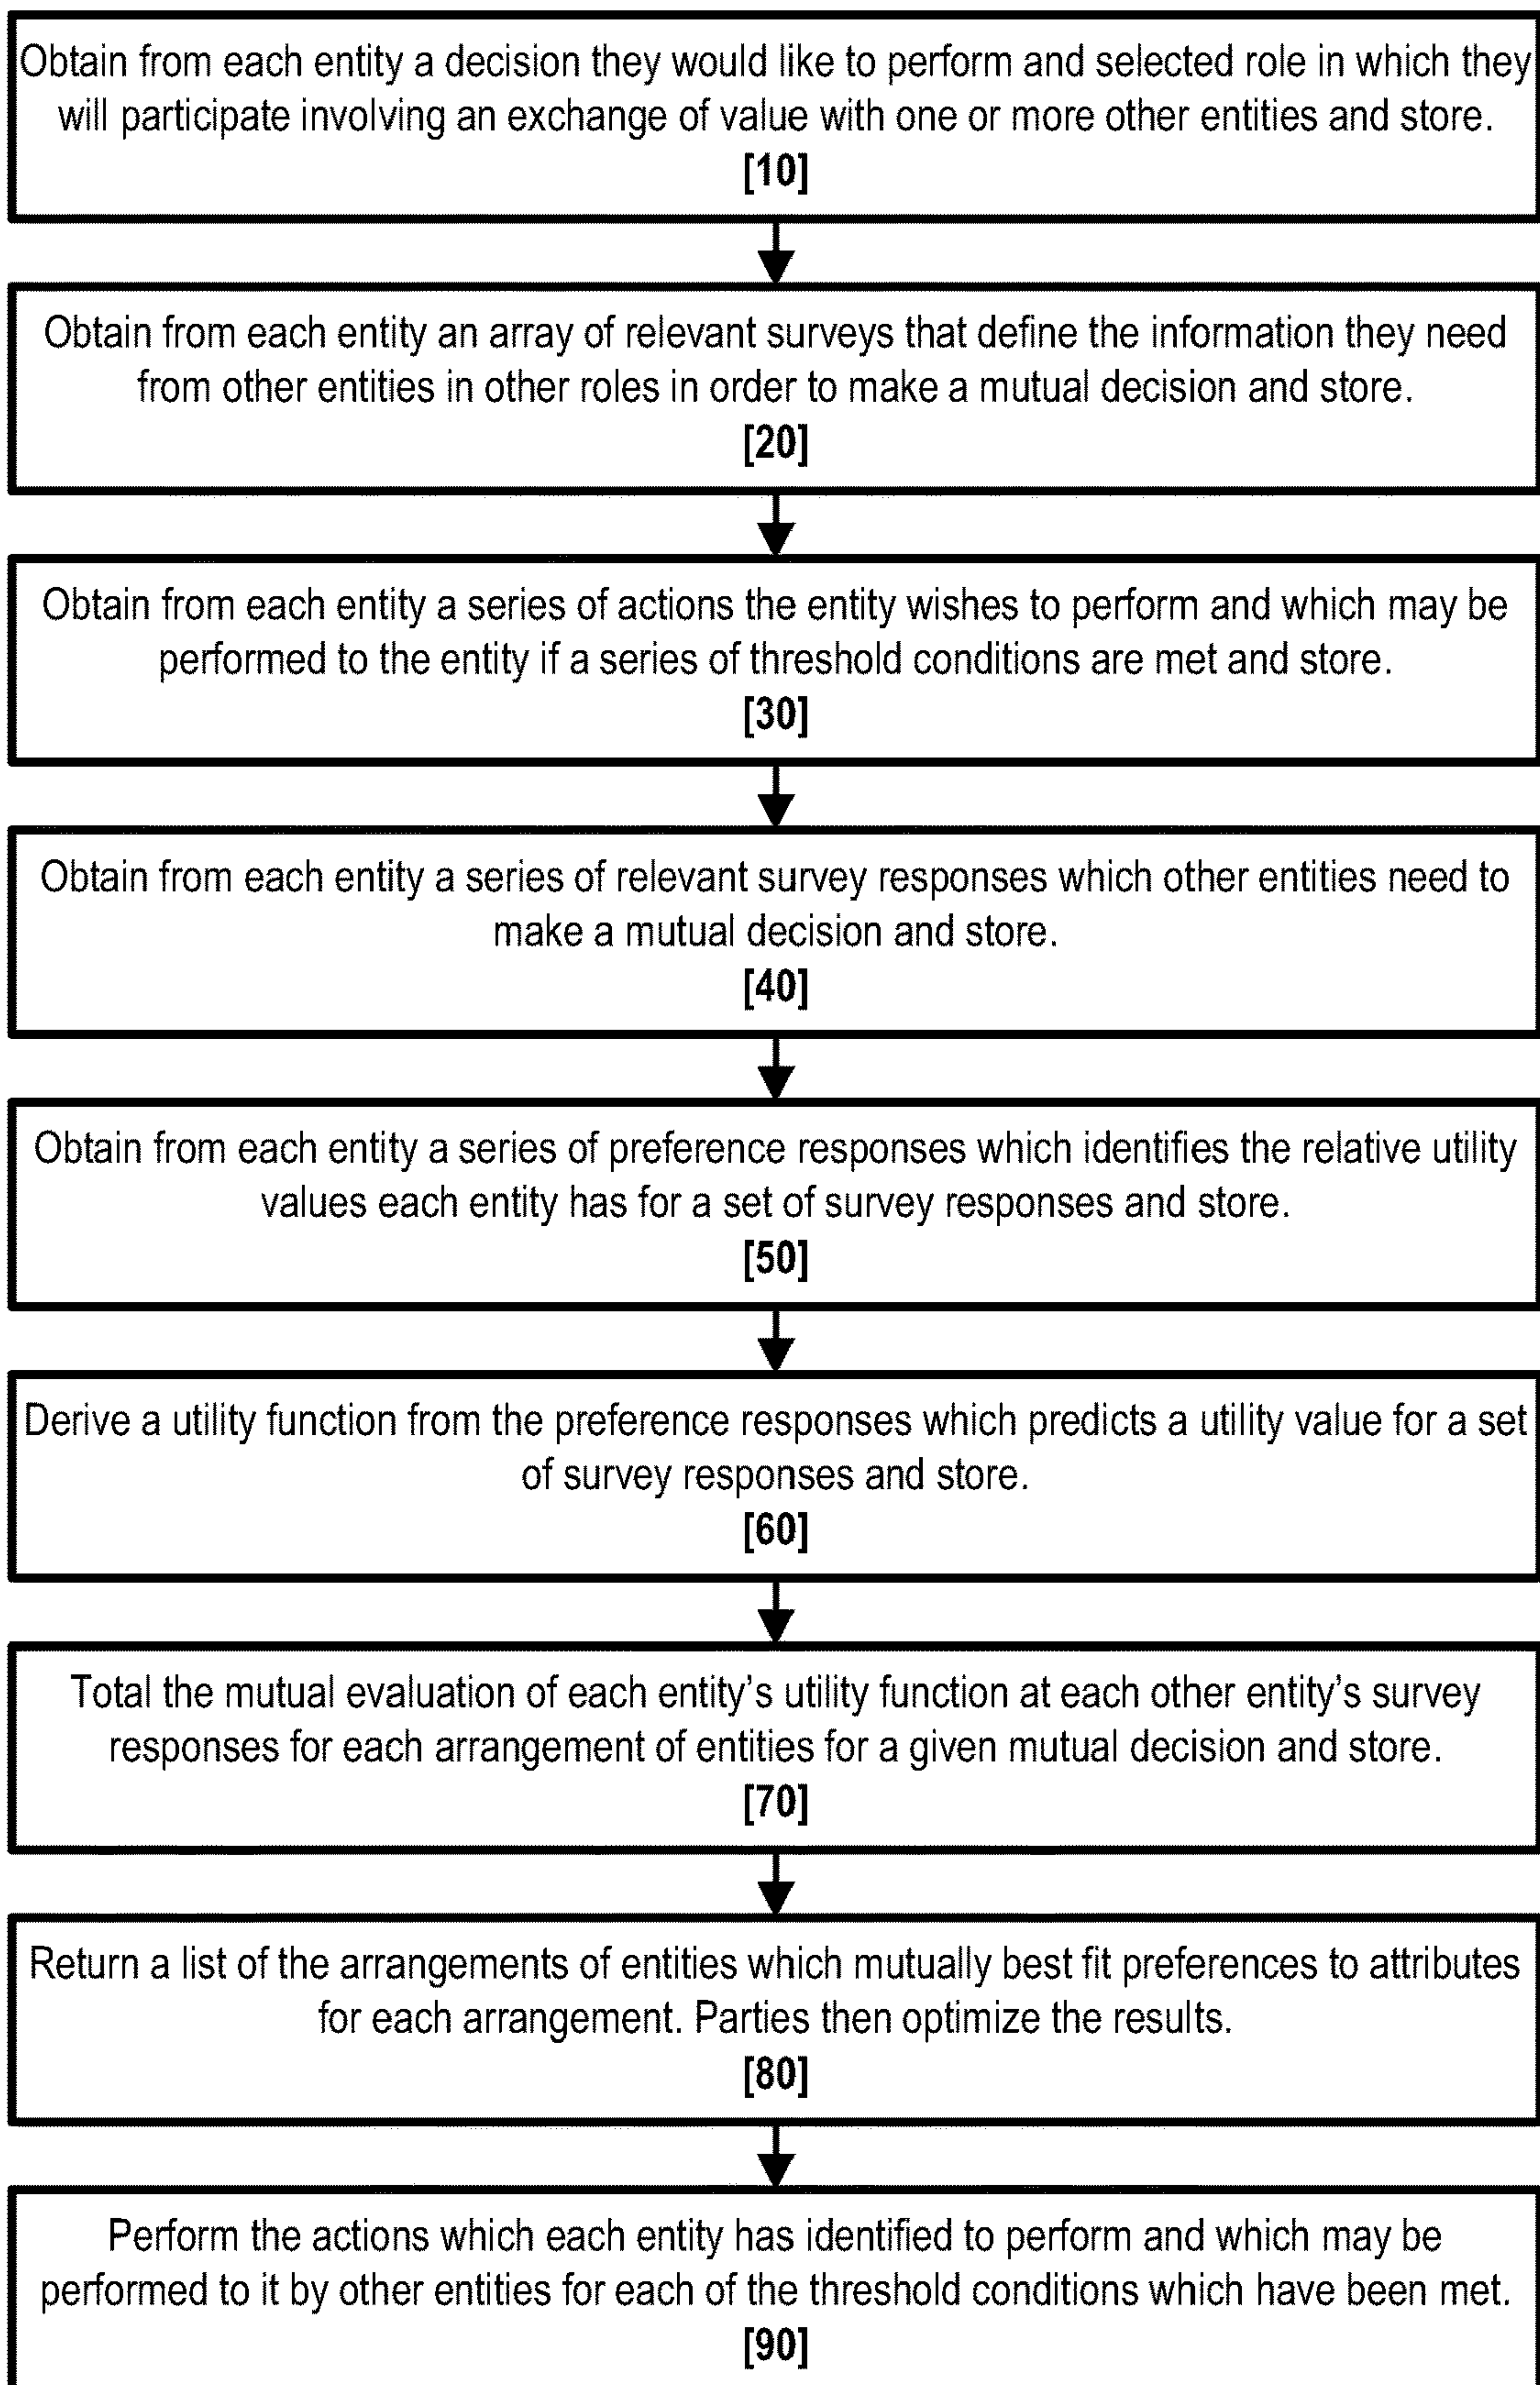 Obtain from each entity a decision they would like to perform and selected role in which they
will participate involving an exchange of value with one or more other entities and store.
[10]
Obtain from each entity an array of relevant surveys that define the information they need
from other entities in other roles in order to make a mutual decision and store.
[20]
Obtain from each entity a series of actions the entity wishes to perform and which may be
performed to the entity if a series of threshold conditions are met and store.
[30]
Obtain from each entity a series of relevant survey responses which other entities need to
make a mutual decision and store.
[40]
Obtain from each entity a series of preference responses which identifies the relative utility
values each entity has for a set of survey responses and store.
[50]
Derive a utility function from the preference responses which predicts a utility value for a set
of survey responses and store.
[60]
Total the mutual evaluation of each entity's utility function at each other entity's survey
responses for each arrangement of entities for a given mutual decision and store.
[70]
Return a list of the arrangements of entities which mutually best fit preferences to attributes
for each arrangement. Parties then optimize the results.
[80]
Perform the actions which each entity has identified to perform and which may be
performed to it by other entities for each of the threshold conditions which have been met.
[90]